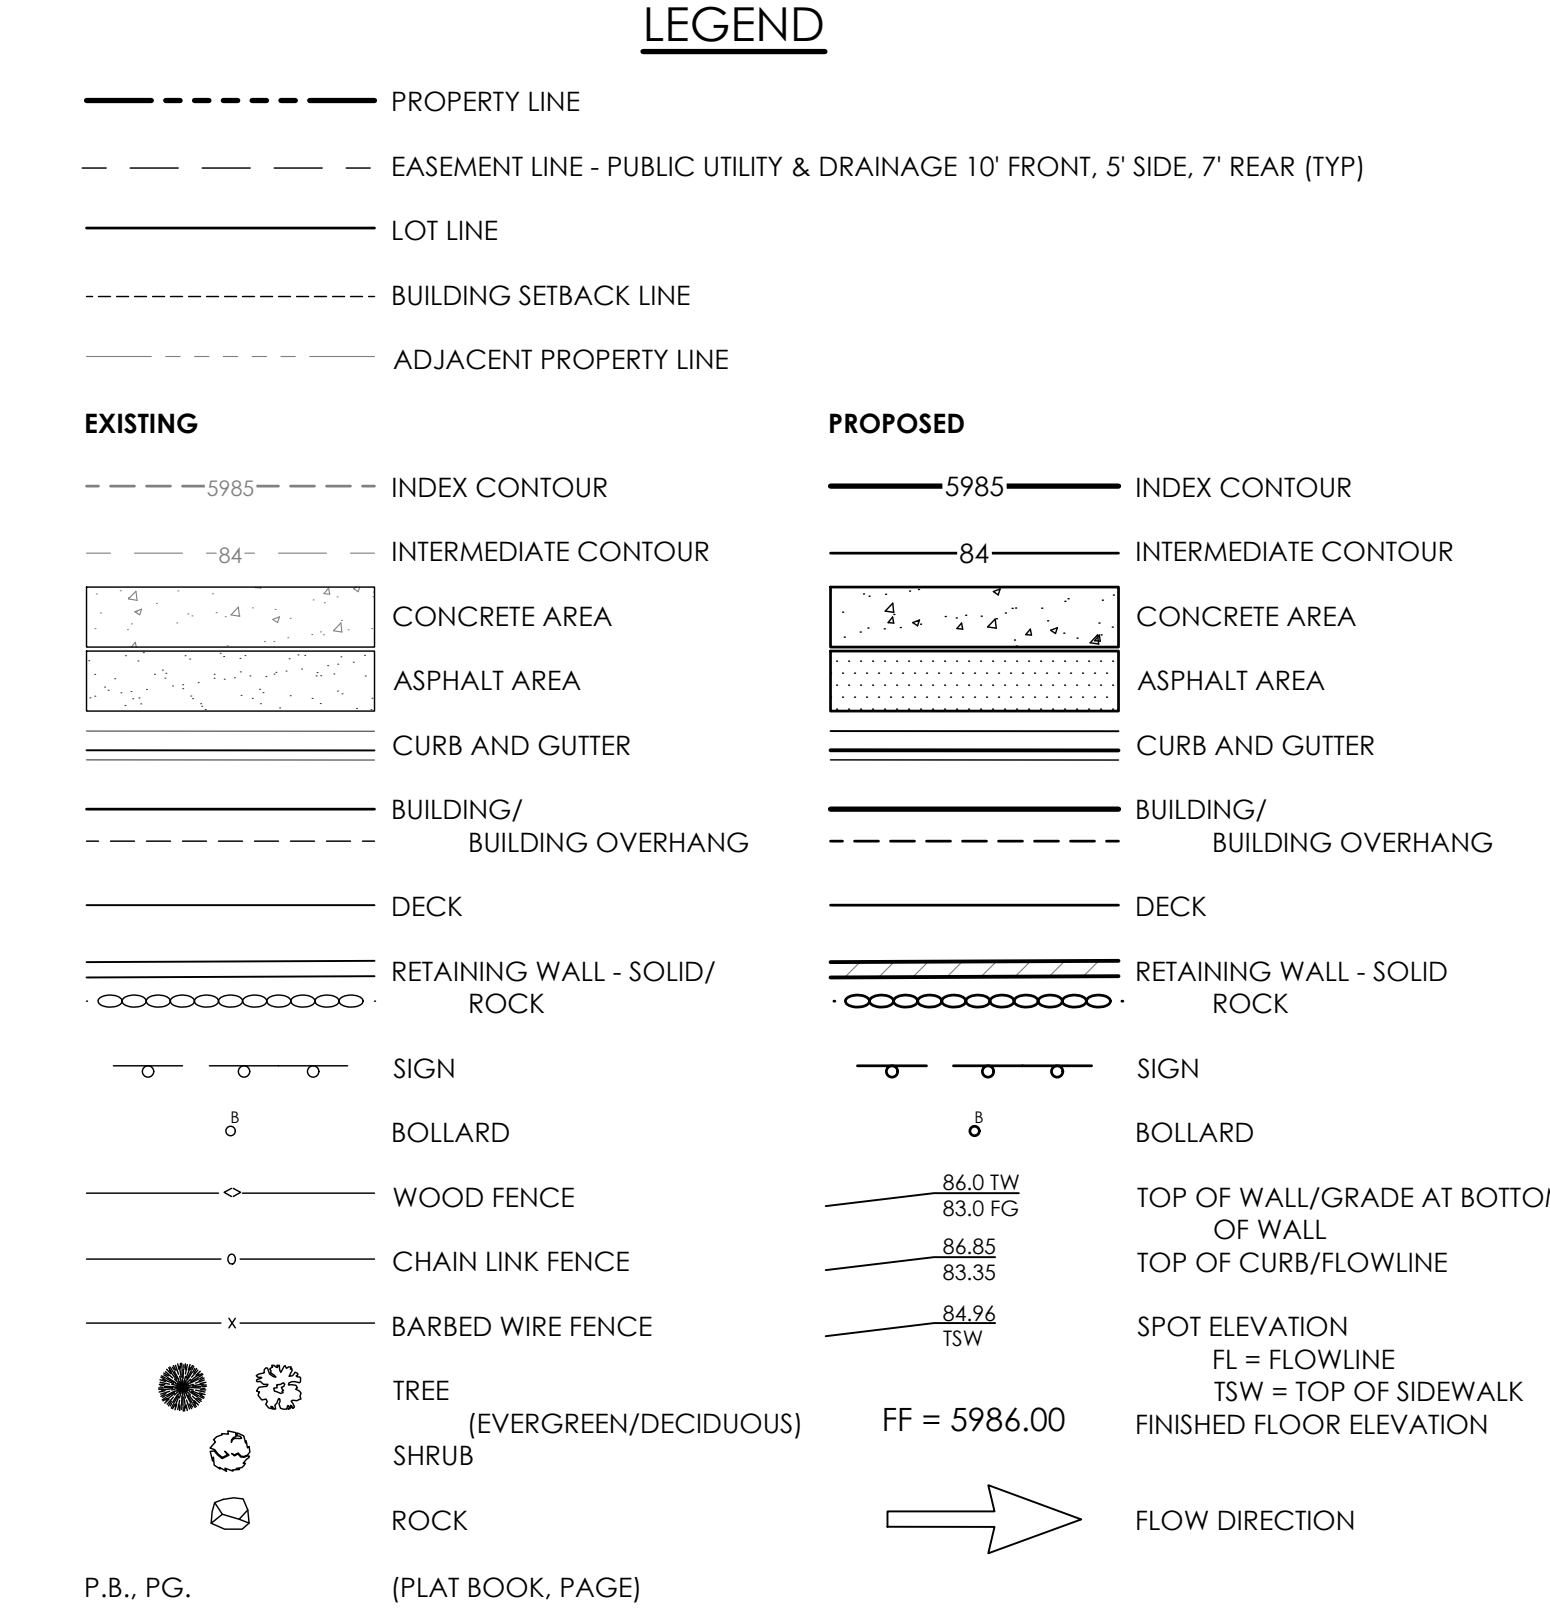 LEGEND
PROPERTY LINE
EASEMENT LINE - PUBLIC UTILITY & DRAINAGE 10' FRONT, 5' SIDE, 7' REAR (TYP)
LOT LINE
BUILDING SETBACK LINE
ADJACENT PROPERTY LINE
EXISTING
5985 INDEX CONTOUR
84 INTERMEDIATE CONTOUR
CONCRETE AREA
ASPHALT AREA
CURB AND GUTTER
BUILDING/
BUILDING OVERHANG
DECK
RETAINING WALL - SOLID/
ROCK
SIGN
B
BOLLARD
WOOD FENCE
CHAIN LINK FENCE
X BARBED WIRE FENCE
TREE
(EVERGREEN/DECIDUOUS)
SHRUB
ROCK
P.B., PG. (PLAT BOOK, PAGE)
PROPOSED
5985 INDEX CONTOUR
84 INTERMEDIATE CONTOUR
CONCRETE AREA
ASPHALT AREA
CURB AND GUTTER
BUILDING/
BUILDING OVERHANG
DECK
RETAINING WALL - SOLID
ROCK
SIGN
B
BOLLARD
86.0 TW
83.0 FG
TOP OF WALL/GRADE AT
OF WALL
86.85
83.35
TOP OF CURB/FLOWLINE
84.96
TSW
SPOT ELEVATION
FL = FLOWLINE
TSW = TOP OF SIDEWALK
FF = 5986.00 FINISHED FLOOR ELEVATION
FLOW DIRECTION